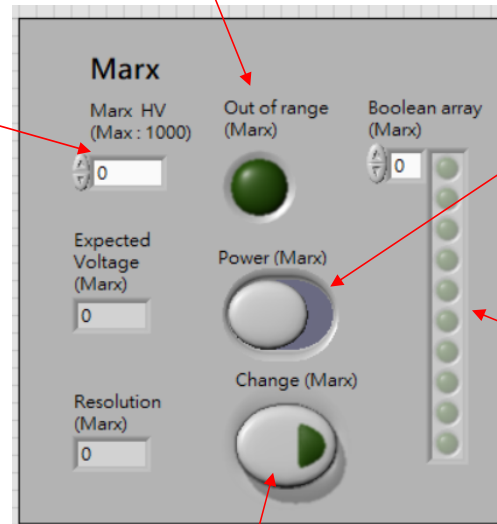 Marx
Marx HV
(Max : 1000)
0
Out of range
(Marx)
Boolean array
(Marx)
0
Expected
Voltage
(Marx)
0
Power (Marx)
Change (Marx)
Resolution
(Marx)
0